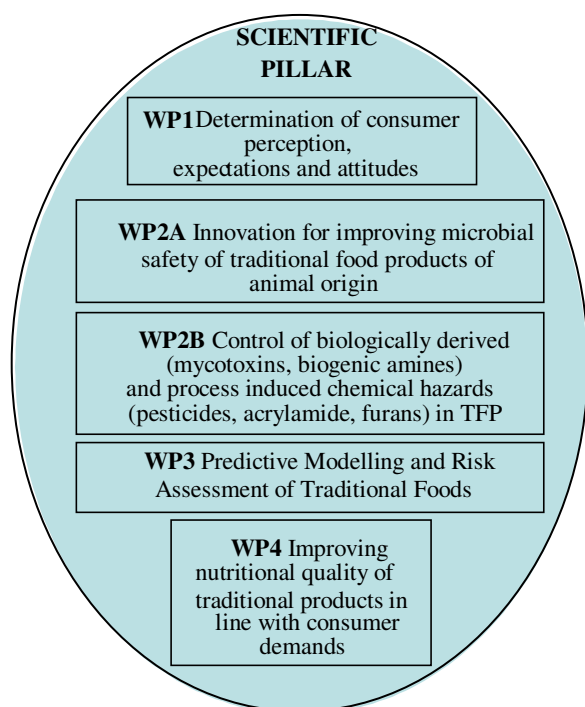 SCIENTIFIC
PILLAR
WP1Determination of consumer
perception,
expectations and attitudes
WP2A Innovation for improving microbial
safety of traditional food products of
animal origin
WP2B Control of biologically derived
(mycotoxins, biogenic amines)
and process induced chemical hazards
(pesticides, acrylamide, furans) in TFP
WP3 Predictive Modelling and Risk
Assessment of Traditional Foods
WP4 Improving
nutritional quality of
traditional products in
line with consumer
demands